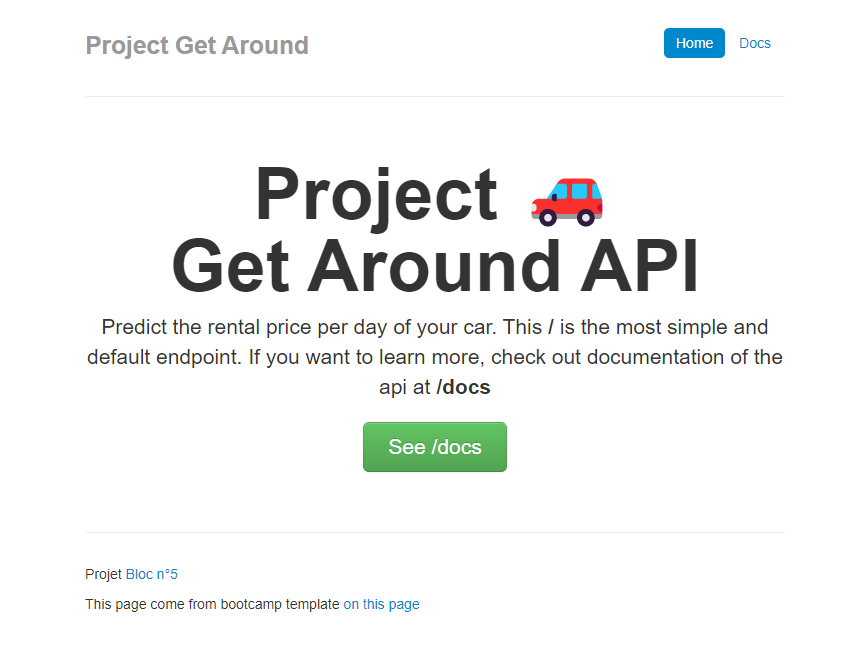 Project Get Around
Home
Docs
Project
Get Around API
Predict the rental price per day of your car. This / is the most simple and
default endpoint. If you want to learn more, check out documentation of the
api at /docs
See /docs
Projet Bloc n°5
This page come from bootcamp template on this page